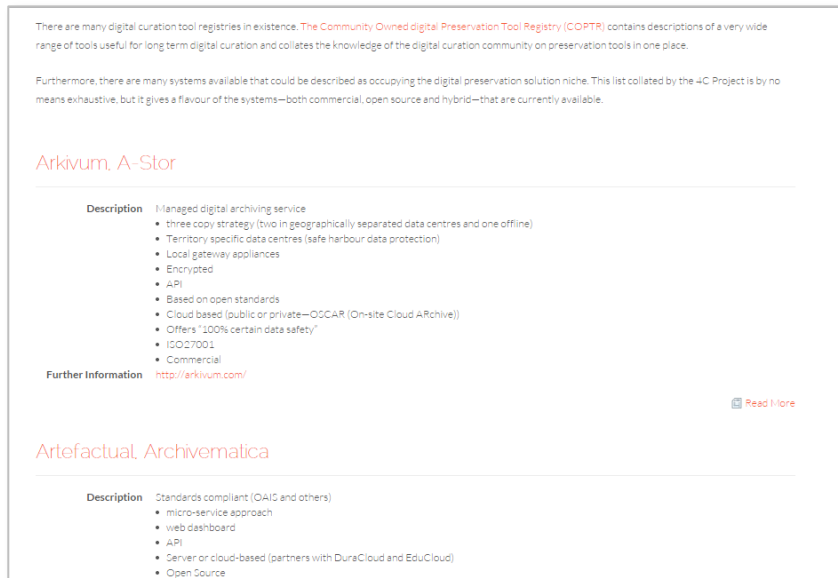 There are many digital curation tool registries in existence. The Community Owned digital Preservation Tool Registry (COPTR) contains descriptions of a very wide
range of tools useful for long term digital curation and collates the knowledge of the digital curation community on preservation tools in one place.
Furthermore, there are many systems available that could be described as occupying the digital preservation solution niche. This list collated by the 4C Project is by no
means exhaustive, but it gives a flavour of the systems—both commercial, open source and hybrid—that are currently available.
Arkivum, A-Stor
Description Managed digital archiving service
• three copy strategy (two in geographically separated data centres and one offline)
• Territory specific data centres (safe harbour data protection)
• Local gateway appliances
• Encrypted
• API
• Based on open standards
• Cloud based (public or private—OSCAR (On-site Cloud ARchive))
• Offers “100% certain data safety”
• ISO27001
• Commercial
Further Information http://arkivum.com/
Read More
Artefactual, Archivematica
Description Standards compliant (OAIS and others)
• micro-service approach
• web dashboard
• API
• Server or cloud-based (partners with DuraCloud and EduCloud)
• Open Source